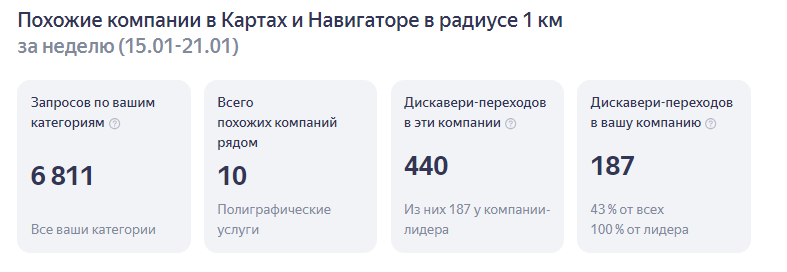 Похожие компании в Картах и Навигаторе в радиусе 1 км
за неделю (15.01-21.01)
Запросов по вашим
категориям
6 811
Все ваши категории
Всего
похожих компаний
рядом
10
Полиграфические
услуги
Дискавери-переходов
в эти компании
440
Из них 187 у компании-
лидера
Дискавери-переходов
в вашу компанию
187
43 % от всех
100 % от лидера